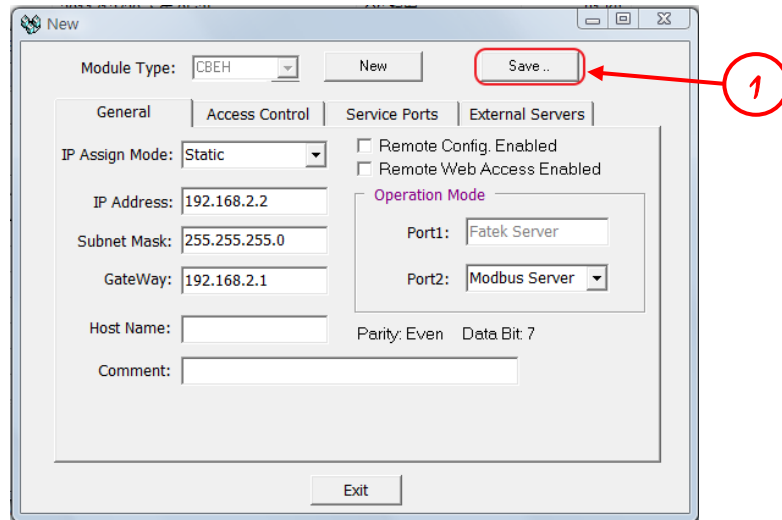 New
Module Type: CBEH New Save ..
General Access Control Service Ports External Servers
IP Assign Mode: Static
Remote Config. Enabled
Remote Web Access Enabled
IP Address: 192.168.2.2
Subnet Mask: 255.255.255.0
GateWay: 192.168.2.1
Host Name:
Comment:
Operation Mode
Port1: Fatek Server
Port2: Modbus Server
Parity: Even Data Bit: 7
Exit
1